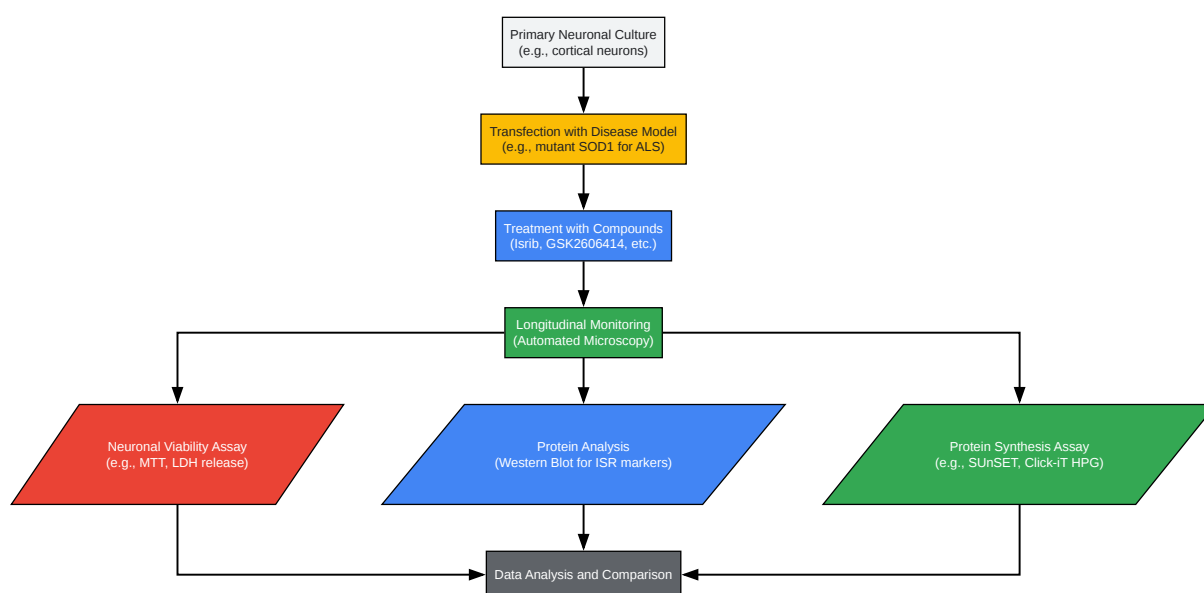 Primary Neuronal Culture
(e.g., cortical neurons)
Transfection with Disease Model
(e.g., mutant SOD1 for ALS)
Treatment with Compounds
(Isrib, GSK2606414, etc.)
Longitudinal Monitoring
(Automated Microscopy)
Neuronal Viability Assay
(e.g., MTT, LDH release)
Protein Analysis
(Western Blot for ISR markers)
Protein Synthesis Assay
(e.g., SUnSET, Click-iT HPG)
Data Analysis and Comparison